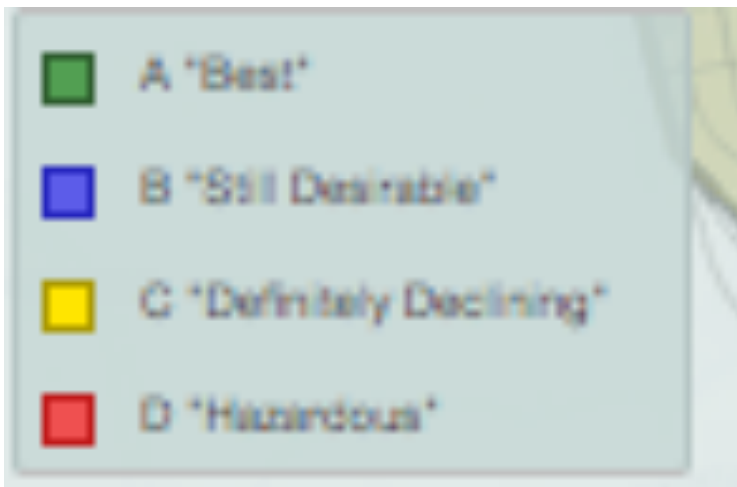 A "Best"
B "Still Desirable"
C "Definitely Declining"
D "Hazardous"